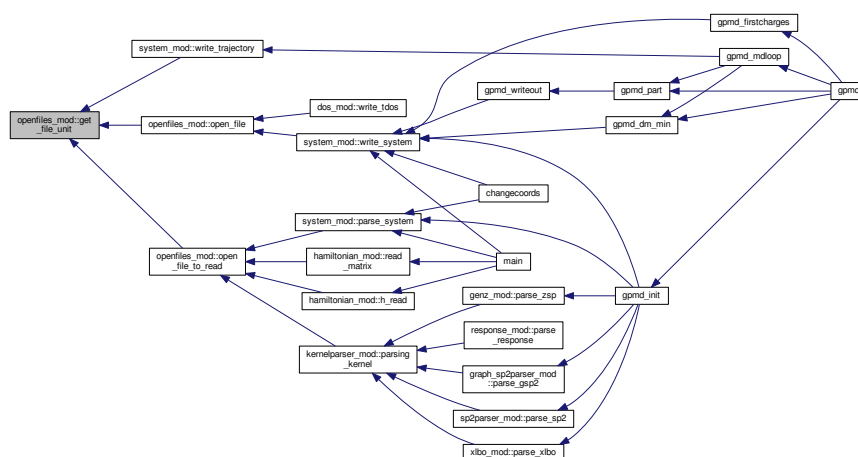 gpmd_firstcharges
system_mod::write_trajectory
gpmd_mdloop
gpmd_writeout
gpmd_part
gpmd
dos_mod::write_tdos
openfiles_mod::get
_file_unit
openfiles_mod::open_file
gpmd_dm_min
system_mod::write_system
changecoords
system_mod::parse_system
openfiles_mod::open
_file_to_read
hamiltonian_mod::read
_matrix
main
hamiltonian_mod::h_read
genz_mod::parse_zsp
gpmd_init
response_mod::parse
_response
kernelparser_mod::parsing
_kernel
graph_sp2parser_mod
::parse_gsp2
sp2parser_mod::parse_sp2
xlbo_mod::parse_xlbo